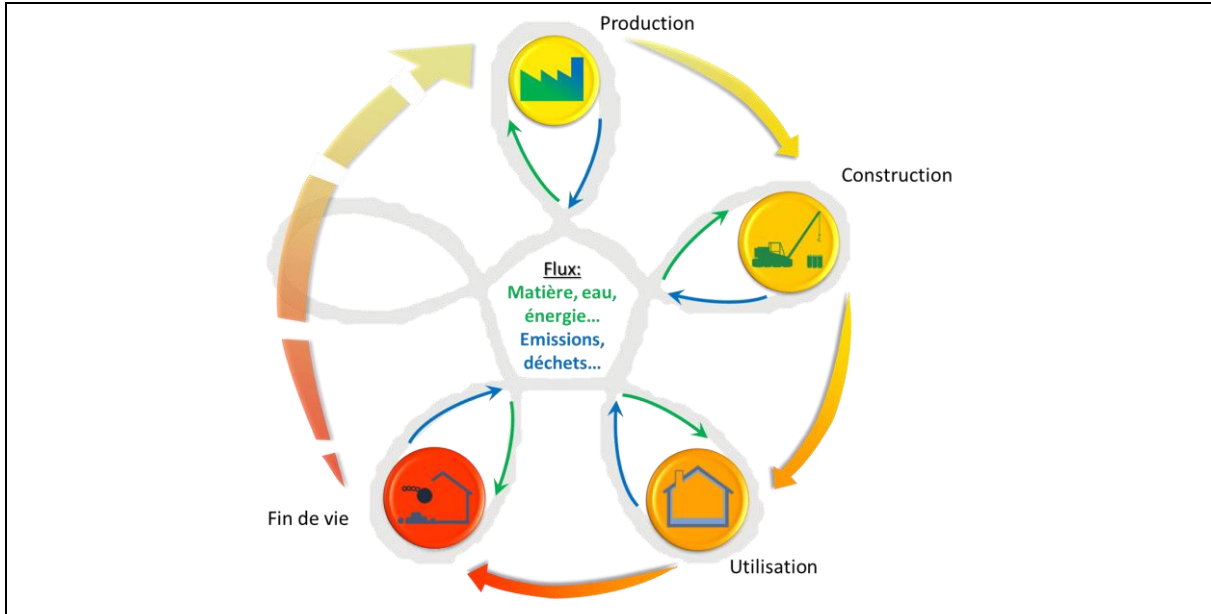 Production
Construction
Flux:
Matière, eau,
énergie...
Emissions,
déchets...
Fin de vie
Utilisation